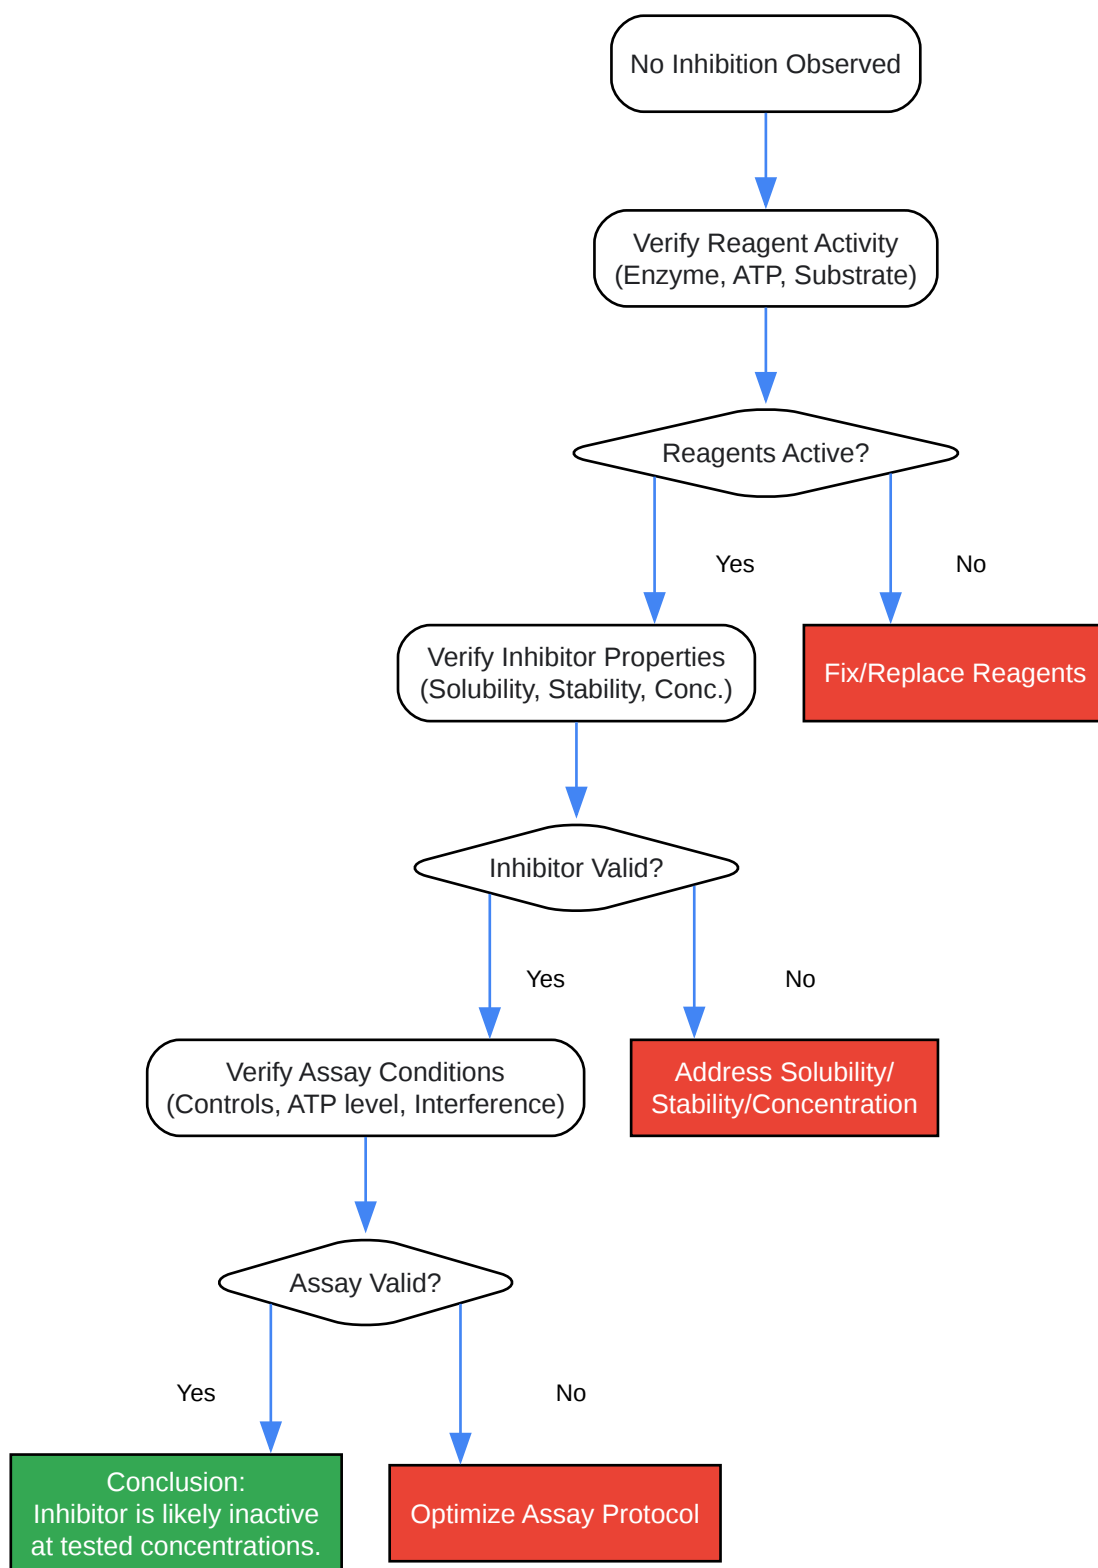 No Inhibition Observed
Verify Reagent Activity
(Enzyme, ATP, Substrate)
Reagents Active?
Yes
No
Verify Inhibitor Properties
(Solubility, Stability, Conc.)
Fix/Replace Reagents
Inhibitor Valid?
Yes
No
Verify Assay Conditions
(Controls, ATP level, Interference)
Address Solubility/
Stability/Concentration
Assay Valid?
Yes
No
Conclusion:
Inhibitor is likely inactive
at tested concentrations.
Optimize Assay Protocol